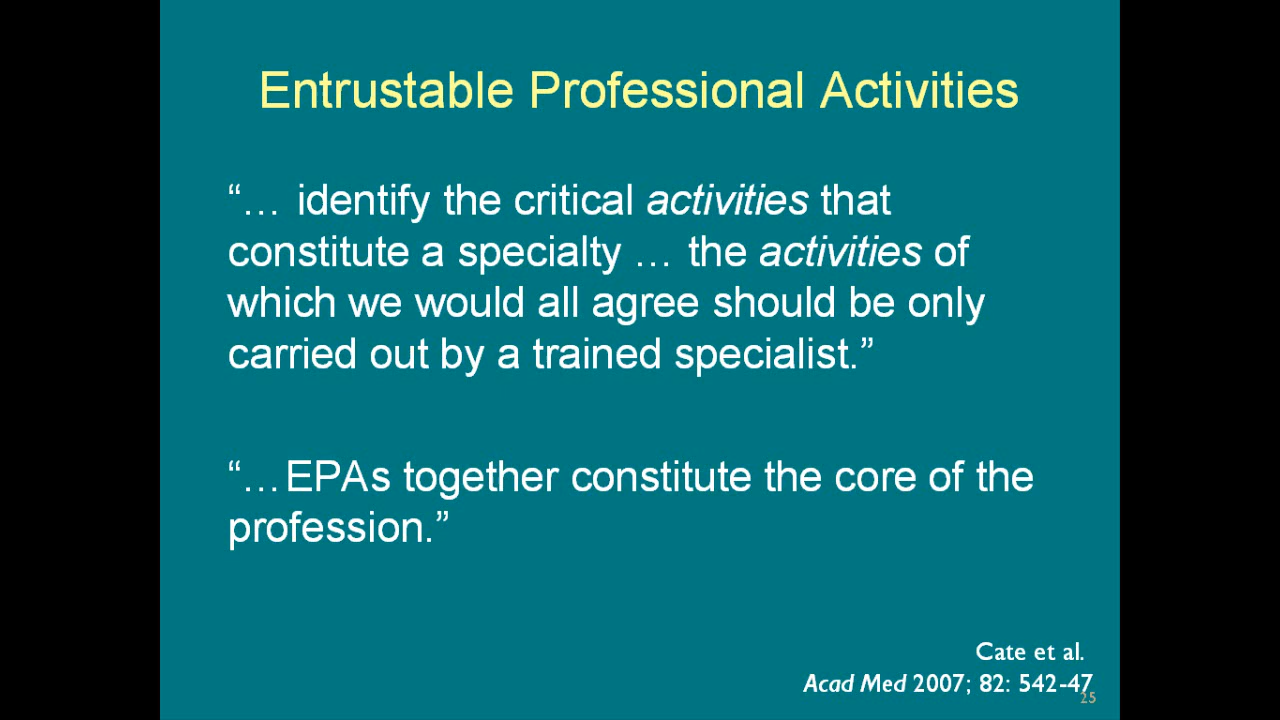 Entrustable Professional Activities
“… identify the critical activities that
constitute a specialty … the activities of
which we would all agree should be only
carried out by a trained specialist.”
“…EPAs together constitute the core of the
profession.”
Cate et al.
Acad Med 2007; 82: 542-47
25